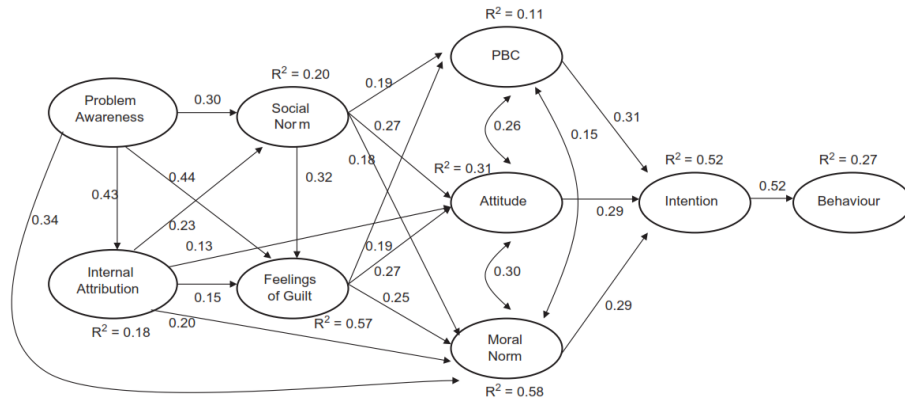 R² = 0.11
PBC
R² = 0.20
Problem
Awareness
0.30
Social
Norm
0.19
0.31
0.27
0.26
0.15
0.18
R² = 0.31
R² = 0.52
R² = 0.27
0.43
0.44
0.32
0.52
0.34
0.23
Attitude
0.29
Intention
Behaviour
0.13
0.19
Internal
Attribution
0.15
Feelings
of Guilt
0.27
0.30
0.25
0.29
R² = 0.18
0.20
R² = 0.57
Moral
Norm
R² = 0.58